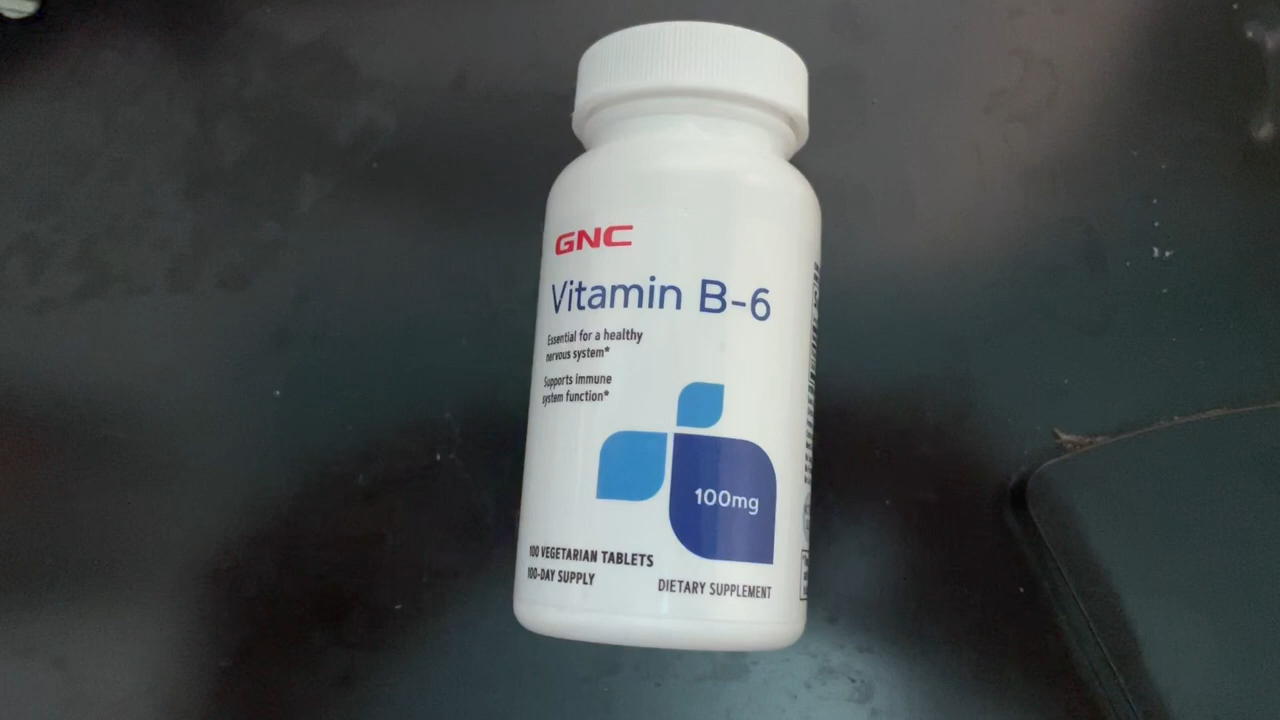 GNC
Vitamin B-6
Essential for a healthy
nervous system*
Supports immune
system function*
100mg
100 VEGETARIAN TABLETS
100-DAY SUPPLY
DIETARY SUPPLEMENT